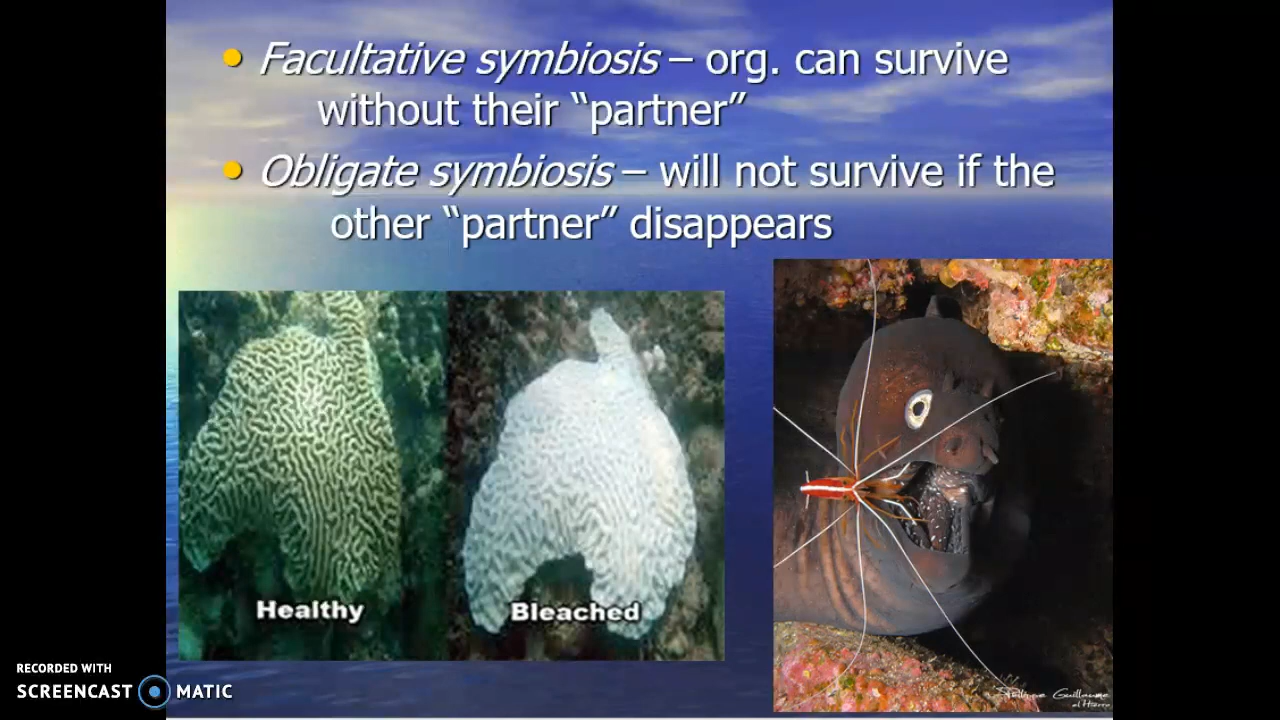 Facultative symbiosis – org. can survive
without their “partner”
Obligate symbiosis – will not survive if the
other “partner” disappears
Healthy
Bleached
RECORDED WITH
SCREENCAST MATIC